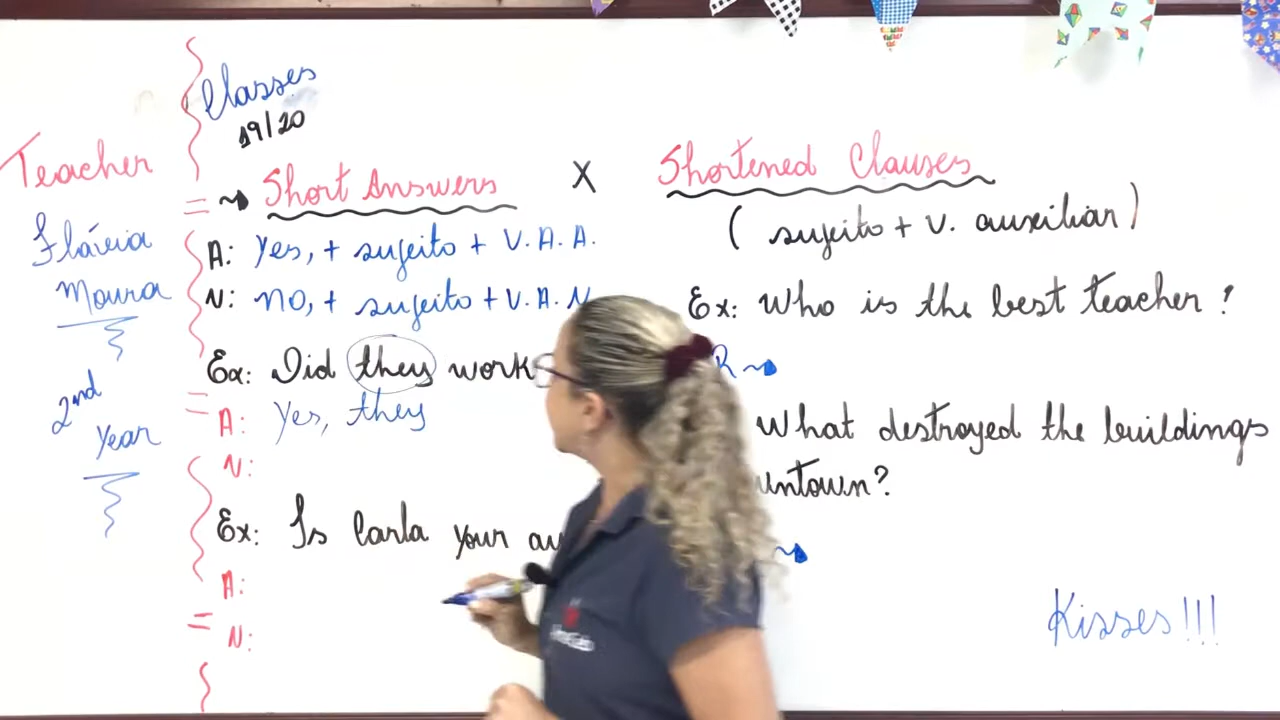 Teacher
Flávia
Moura
2nd
Year
Classes
19/20
Short Answers X Shortened Clauses
A: Yes, + sujeito + V. A. A.
N: No, + sujeito + V. A. N
Ex: Did they work
A: Yes, they
N:
Ex: Is Carla your
A:
N:
(sujeito + v. auxiliar)
Ex: Who is the best teacher?
R
What destroyed the buildings
?
Kisses!!!